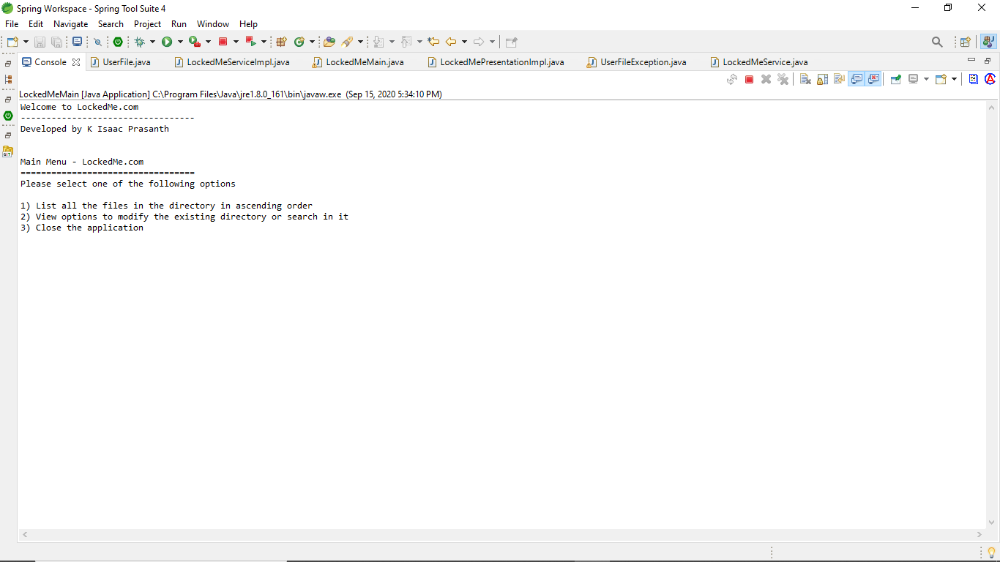 Spring Workspace - Spring Tool Suite 4
File Edit Navigate Search Project Run Window Help
Console UserFile.java LockedMeServiceImpl.java LockedMeMain.java LockedMePresentationImpl.java UserFileException.java LockedMeService.java
LockedMeMain [Java Application] C:\Program Files\Java\jre1.8.0_161\bin\javaw.exe (Sep 15, 2020 5:34:10 PM)
Welcome to LockedMe.com
----------------------------------
Developed by K Isaac Prasanth
Main Menu - LockedMe.com
==================================
Please select one of the following options
1) List all the files in the directory in ascending order
2) View options to modify the existing directory or search in it
3) Close the application
GIT